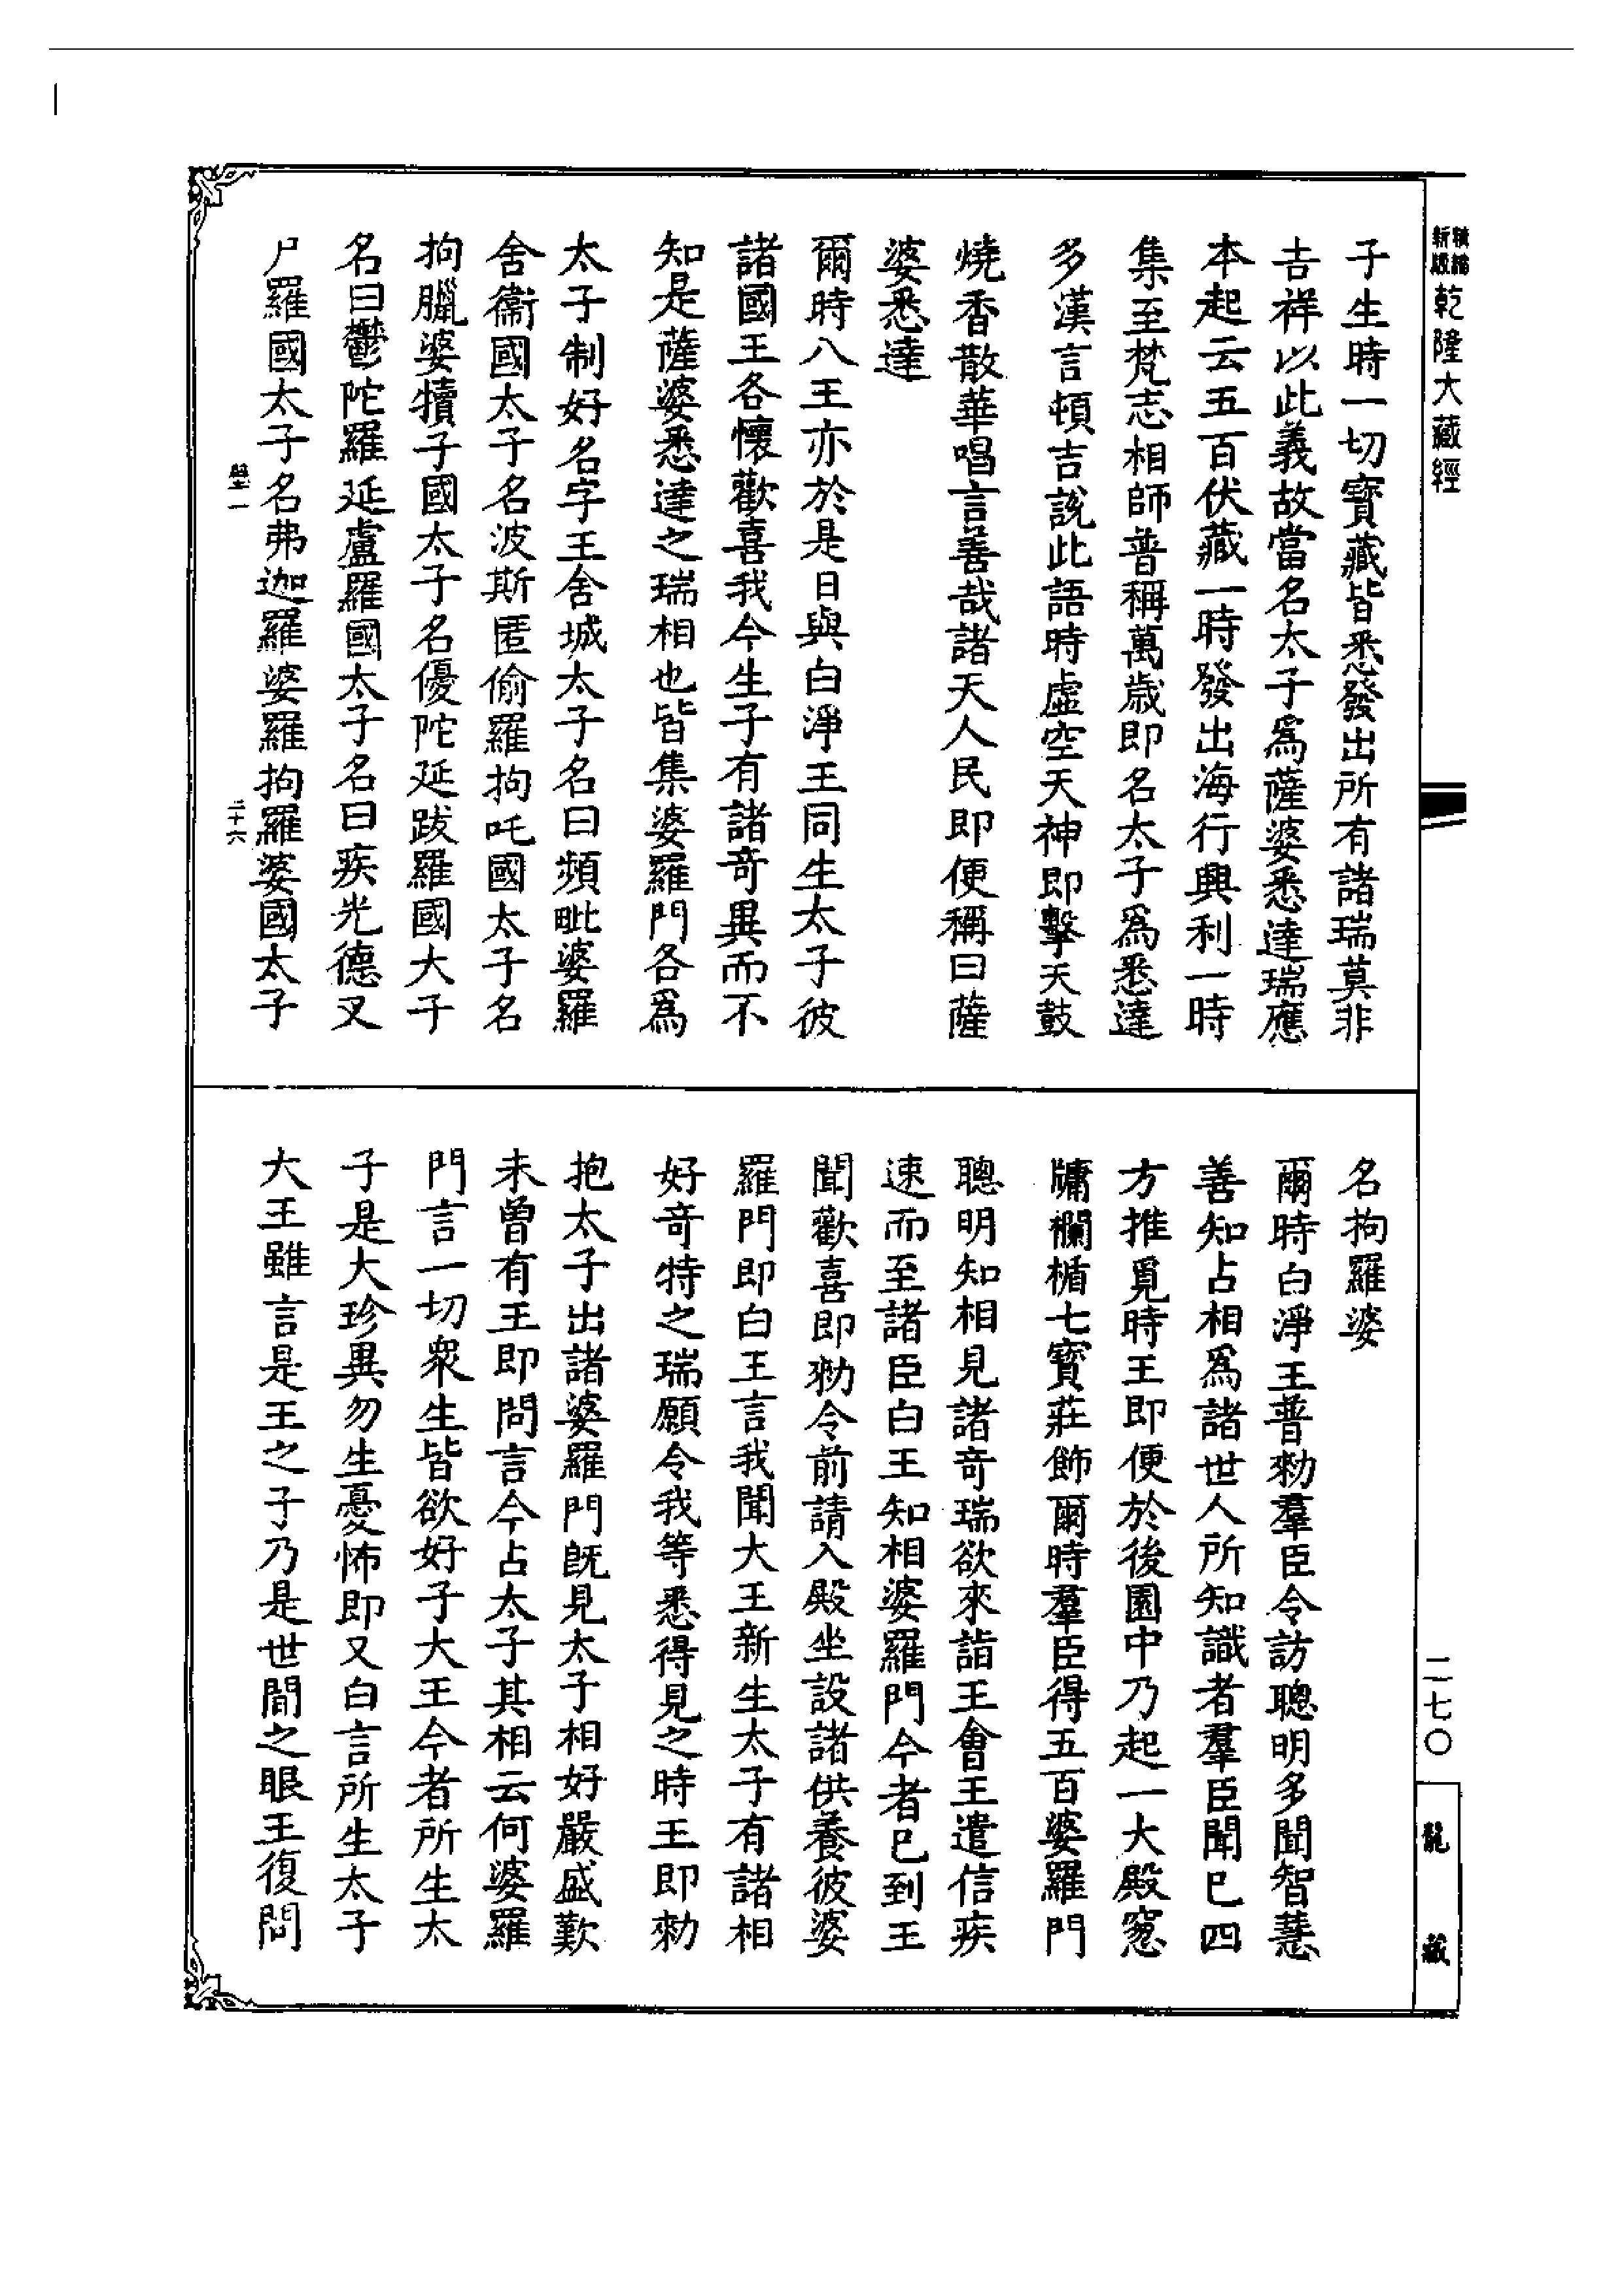 新版精縮乾隆大藏經
子生時一切寶藏皆悉發出所有諸瑞莫非
吉祥以此義故當名太子爲薩婆悉達瑞應
本起云五百伏藏一時發出海行興利一時
集至梵志相師普稱萬歲即名太子爲悉達
多漢言頓吉說此語時虛空天神即擊天鼓
燒香散華唱言善哉諸天人民即便稱曰薩
婆悉達
爾時八王亦於是日與白淨王同生太子彼
諸國王各懷歡喜我今生子有諸奇異而不
知是薩婆悉達之瑞相也皆集婆羅門各爲
太子制好名字王舍城太子名曰頻毗婆羅
舍衞國太子名波斯匿偷羅拘吒國太子名
拘臘婆犢子國太子名優陀延跋羅國大子
名曰鬱陀羅延盧羅國太子名曰疾光德叉
尸羅國太子名弗迦羅婆羅拘羅婆國太子
二十六
名拘羅婆
爾時白淨王普勑羣臣令訪聰明多聞智慧
善知占相爲諸世人所知識者羣臣聞已四
方推覓時王即便於後園中乃起一大殿窓
牗欄楯七寶莊飾爾時羣臣得五百婆羅門
聰明知相見諸奇瑞欲來詣王會王遣信疾
速而至諸臣白王知相婆羅門今者已到王
聞歡喜即勑令前請入殿坐設諸供養彼婆
羅門即白王言我聞大王新生太子有諸相
好奇特之瑞願令我等悉得見之時王即勑
抱太子出諸婆羅門旣見太子相好嚴盛歎
未曾有王即問言今占太子其相云何婆羅
門言一切衆生皆欲好子大王今者所生太
子是大珍異勿生憂怖即又白言所生太子
大王雖言是王之子乃是世間之眼王復問
二七〇
龍藏